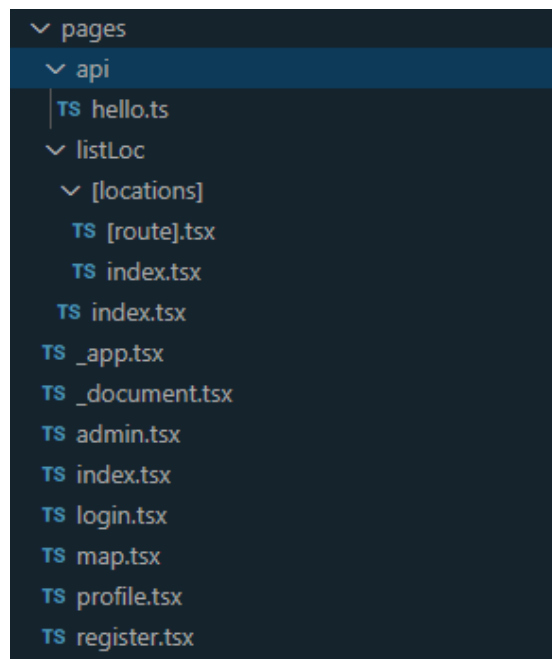 pages
api
TS hello.ts
listLoc
[locations]
TS [route].tsx
TS index.tsx
TS index.tsx
TS _app.tsx
TS _document.tsx
TS admin.tsx
TS index.tsx
TS login.tsx
TS map.tsx
TS profile.tsx
TS register.tsx